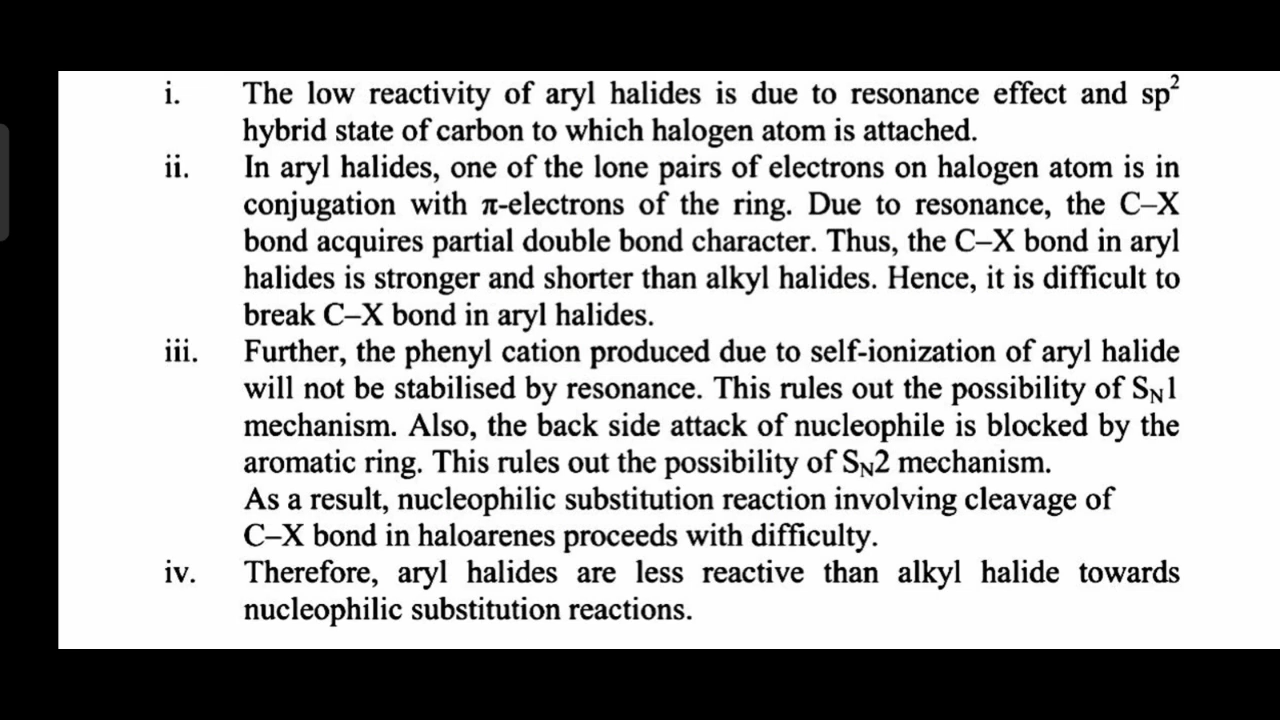 i. The low reactivity of aryl halides is due to resonance effect and sp²
hybrid state of carbon to which halogen atom is attached.
ii. In aryl halides, one of the lone pairs of electrons on halogen atom is in
conjugation with π-electrons of the ring. Due to resonance, the C–X
bond acquires partial double bond character. Thus, the C–X bond in aryl
halides is stronger and shorter than alkyl halides. Hence, it is difficult to
break C–X bond in aryl halides.
iii. Further, the phenyl cation produced due to self-ionization of aryl halide
will not be stabilised by resonance. This rules out the possibility of SN1
mechanism. Also, the back side attack of nucleophile is blocked by the
aromatic ring. This rules out the possibility of SN2 mechanism.
As a result, nucleophilic substitution reaction involving cleavage of
C–X bond in haloarenes proceeds with difficulty.
iv. Therefore, aryl halides are less reactive than alkyl halide towards
nucleophilic substitution reactions.